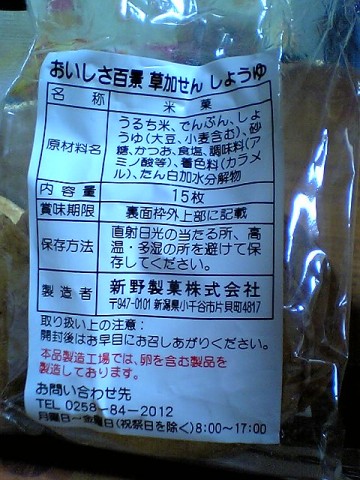 おいしさ百景 草加せん しょうゆ
名称 米菓
原材料名 うるち米、でんぷん、しょ
うゆ(大豆、小麦含む)、砂
糖、かつお、食塩、調味料(ア
ミノ酸等)、着色料(カラメ
ル)、たん白加水分解物
内容量 15枚
賞味期限 裏面枠外上部に記載
保存方法 直射日光の当たる所、高
温・多湿の所を避けて保
存してください。
製造者 新野製菓株式会社
〒947-0101 新潟県小千谷市片貝町4817
取り扱い上の注意:
開封後はお早目にお召しあがりください。
本品製造工場では、卵を含む製品を
製造しております。
お問い合わせ先
TEL 0258-84-2012
月曜日~金曜日(祝祭日を除く)8:00~17:00